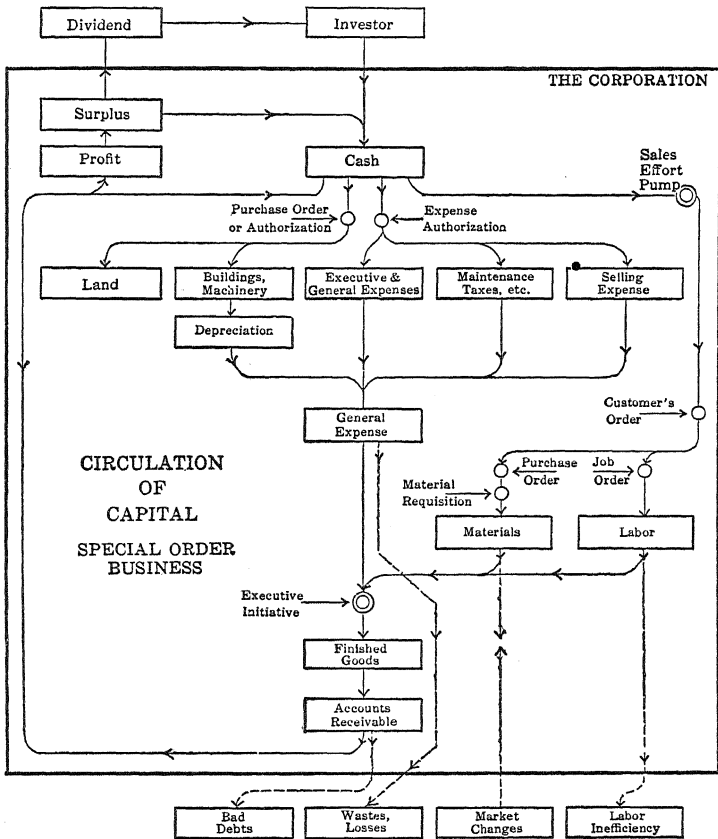 Dividend
Investor
THE CORPORATION
Surplus
Profit
Cash
Sales
Effort
Pump
Purchase Order
or Authorization
Expense
Authorization
Land
Buildings,
Machinery
Executive &
General Expenses
Maintenance
Taxes, etc.
Selling
Expense
Depreciation
General
Expense
Customer's
Order
CIRCULATION
OF
CAPITAL
SPECIAL ORDER
BUSINESS
Purchase
Order
Job
Order
Material
Requisition
Materials
Labor
Executive
Initiative
Finished
Goods
Accounts
Receivable
Bad
Debts
Wastes,
Losses
Market
Changes
Labor
Inefficiency